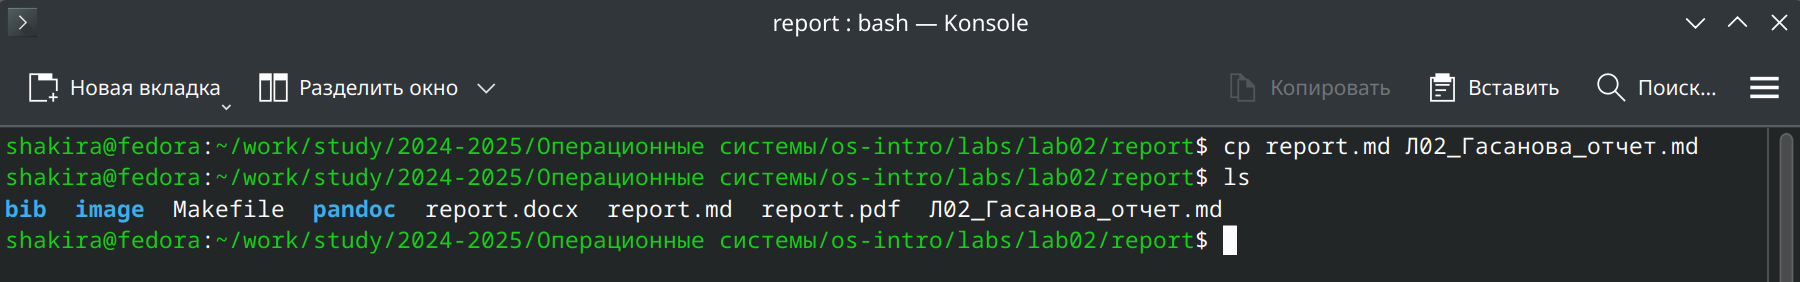 report : bash — Konsole
Новая вкладка Разделить окно Копировать Вставить Поиск...
shakira@fedora:~/work/study/2024-2025/Операционные системы/os-intro/labs/lab02/report$ cp report.md Л02_Гасанова_отчет.md
shakira@fedora:~/work/study/2024-2025/Операционные системы/os-intro/labs/lab02/report$ ls
bib image Makefile pandoc report.docx report.md report.pdf Л02_Гасанова_отчет.md
shakira@fedora:~/work/study/2024-2025/Операционные системы/os-intro/labs/lab02/report$